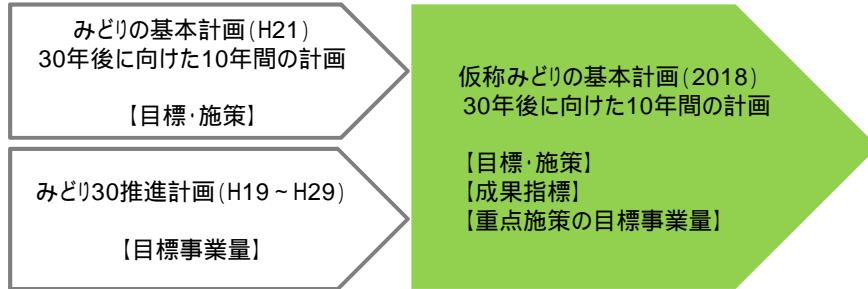 みどりの基本計画(H21)
30年後に向けた10年間の計画
【目標・施策】
みどり30推進計画(H19~H29)
【目標事業量】
仮称みどりの基本計画(2018)
30年後に向けた10年間の計画
【目標・施策】
【成果指標】
【重点施策の目標事業量】